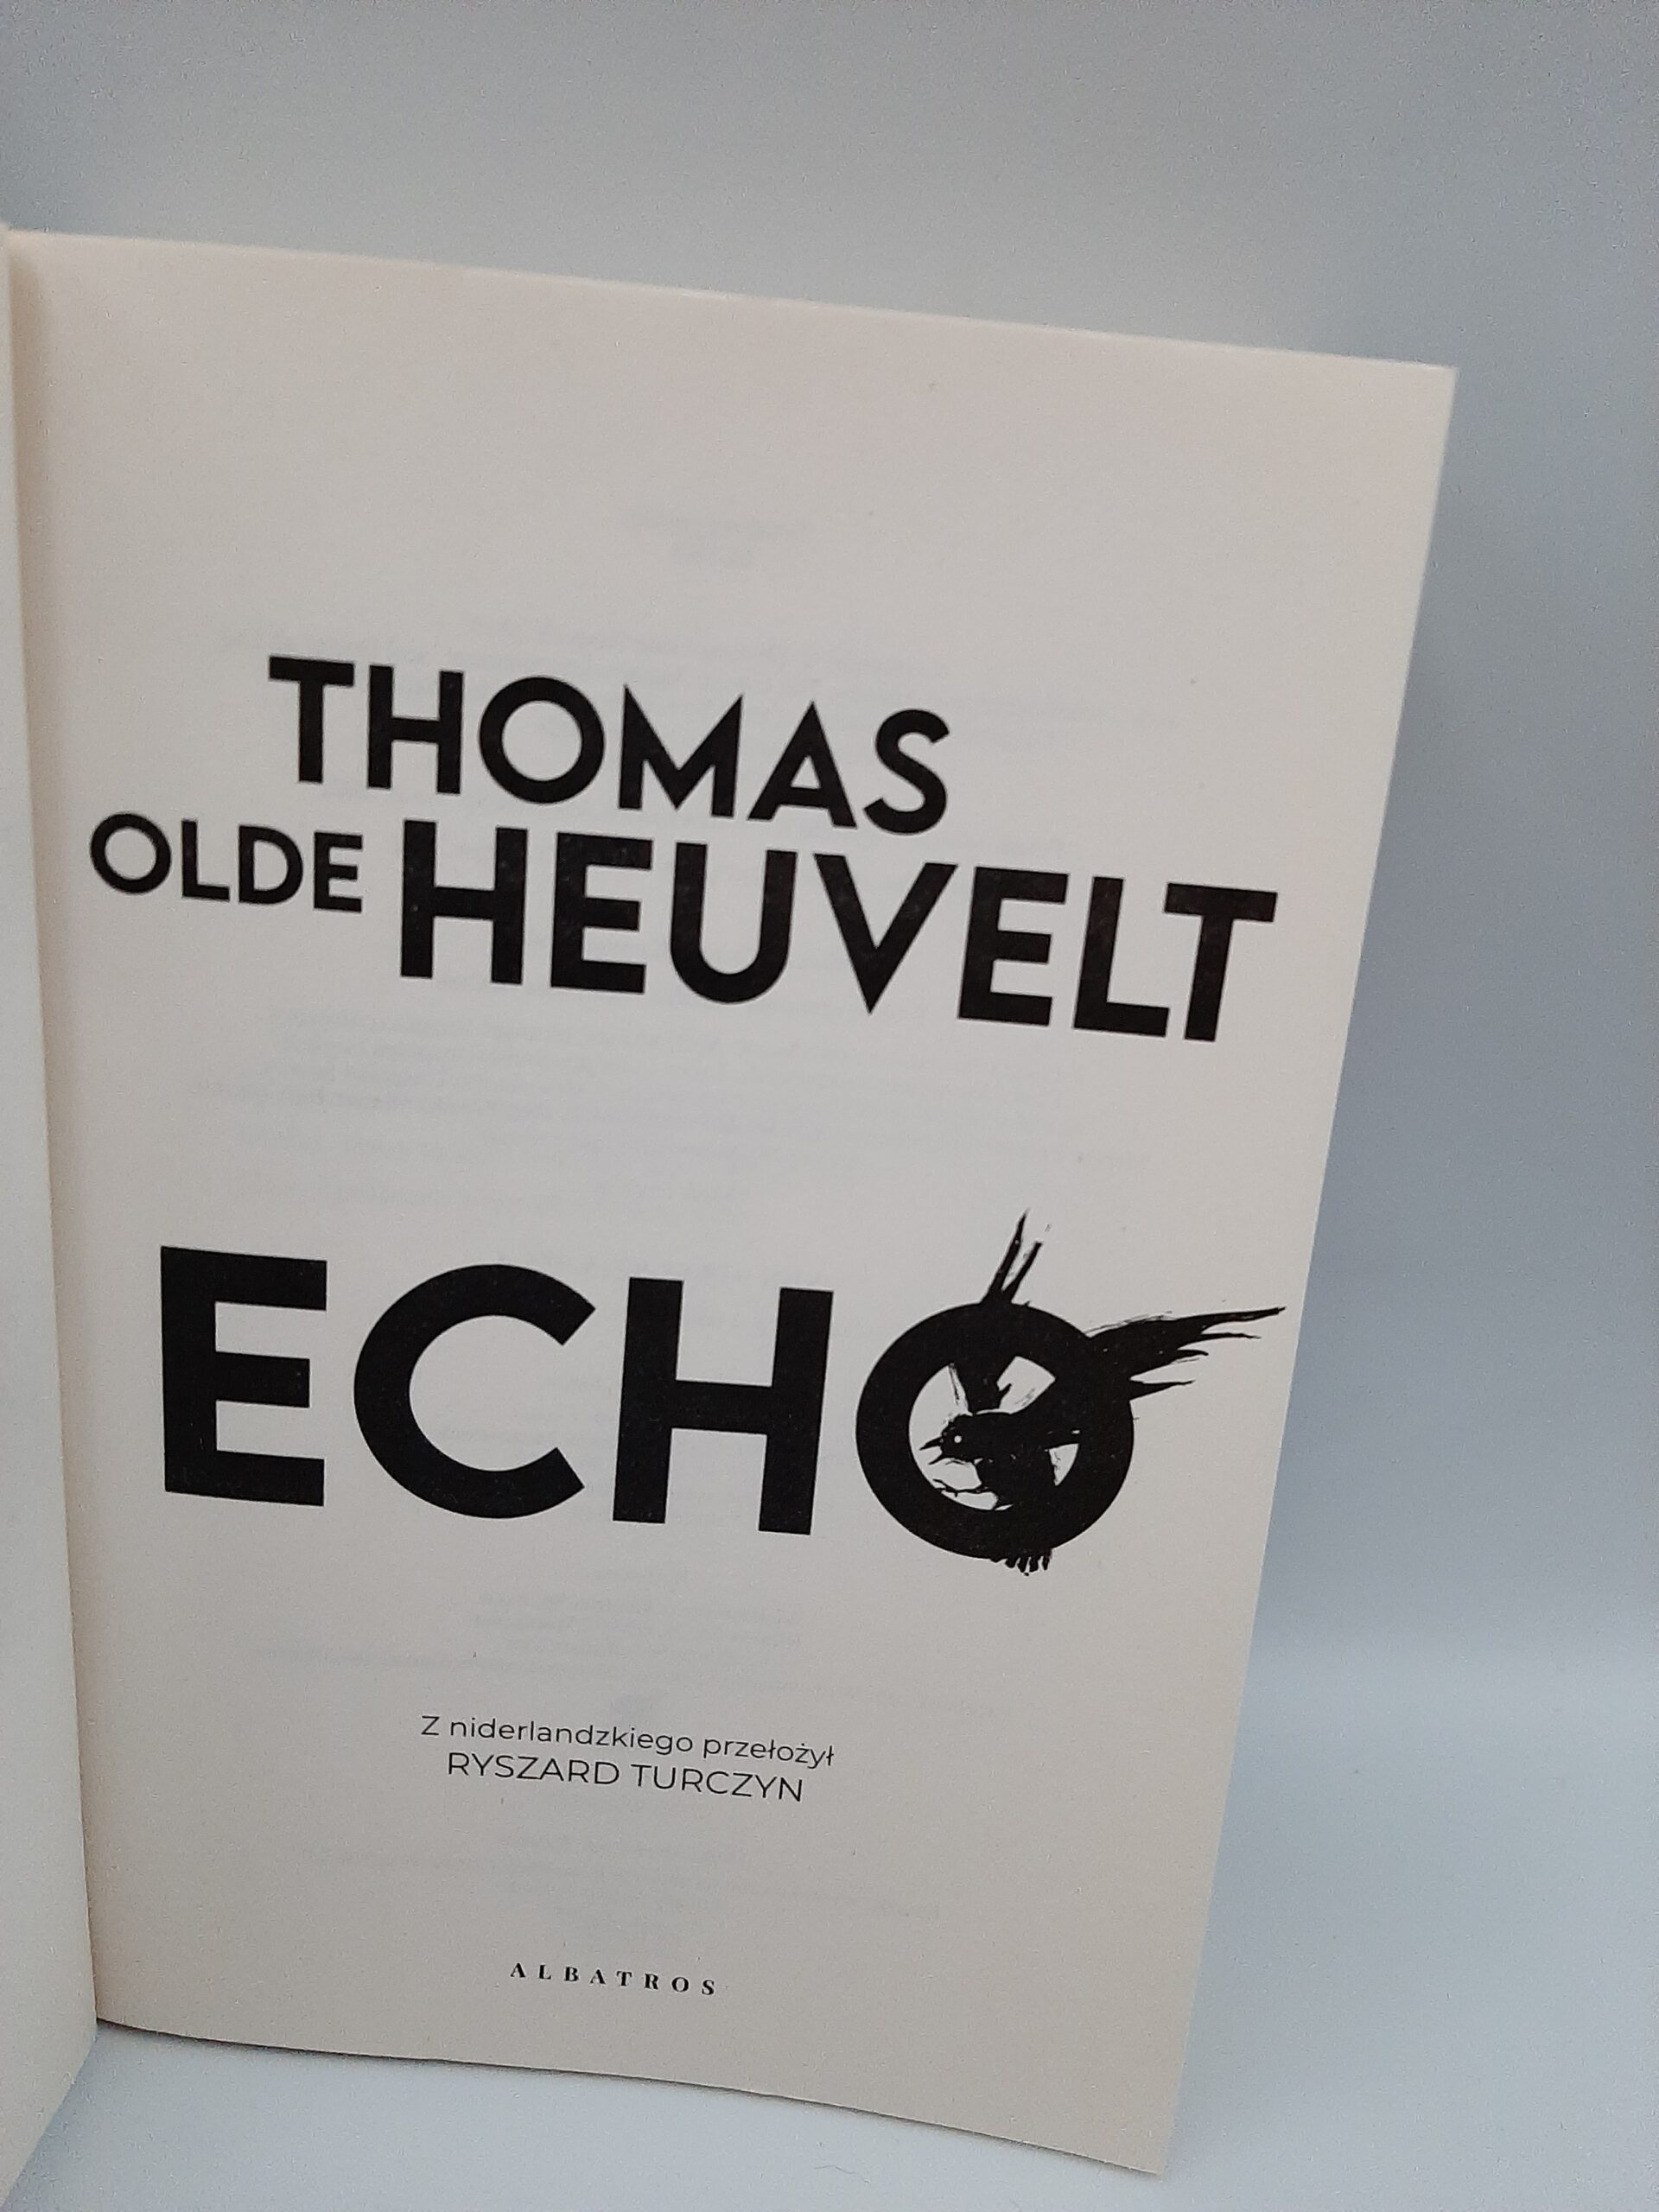 THOMAS
OLDE HEUVELT
ECHO
Z niderlandzkiego przełożył
RYSZARD TURCZYN
ALBATROS